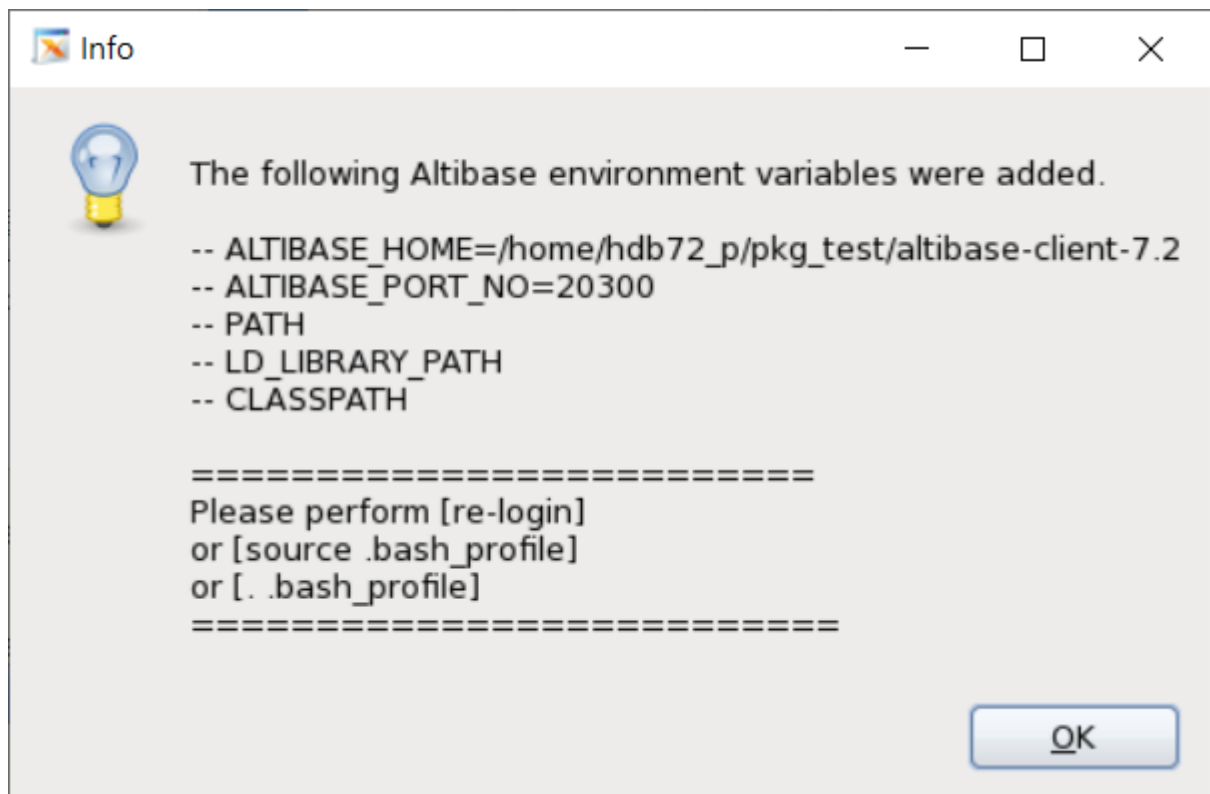 Info
The following Altibase environment variables were added.
-- ALTIBASE_HOME=/home/hdb72_p/pkg_test/altibase-client-7.2
-- ALTIBASE_PORT_NO=20300
-- PATH
-- LD_LIBRARY_PATH
-- CLASSPATH
=========================
Please perform [re-login]
or [source .bash_profile]
or [. .bash_profile]
==========================
OK